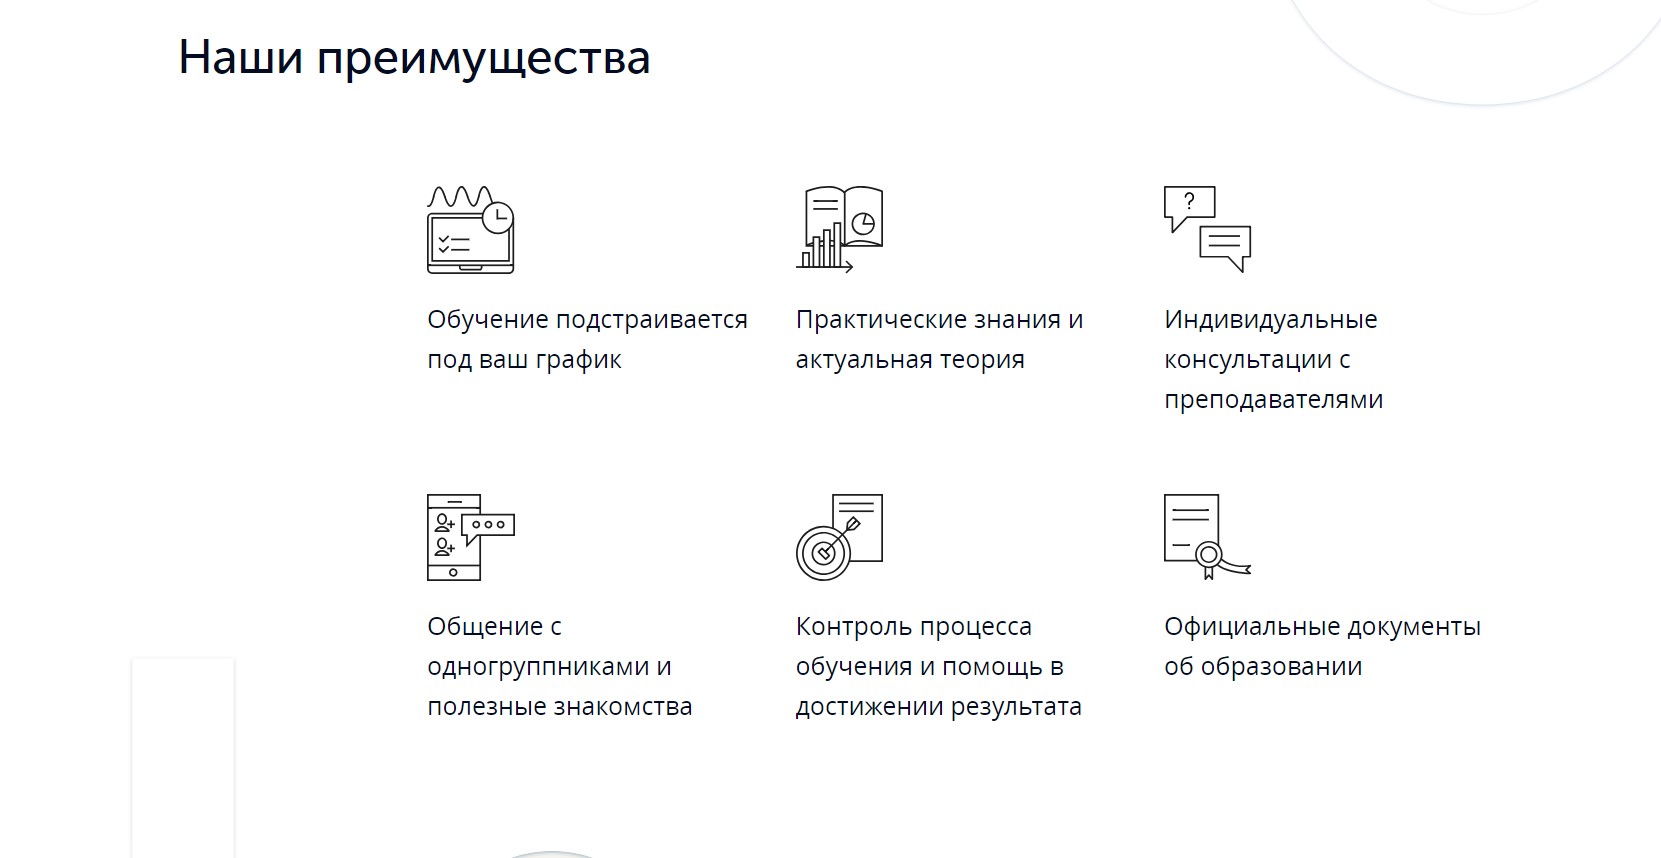 Наши преимущества
?
Обучение подстраивается
под ваш график
Практические знания и
актуальная теория
Индивидуальные
консультации с
преподавателями
Общение с
одногруппниками и
полезные знакомства
Контроль процесса
обучения и помощь в
достижении результата
Официальные документы
об образовании